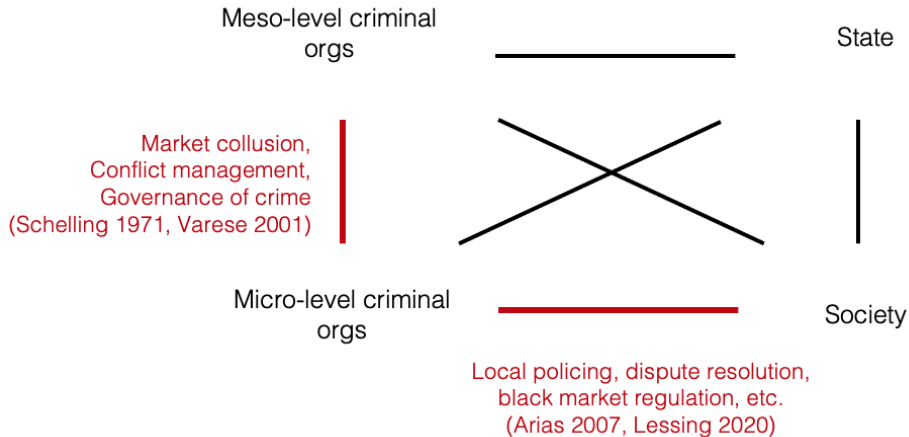 Meso-level criminal
orgs
State
Market collusion,
Conflict management,
Governance of crime
(Schelling 1971, Varese 2001)
Micro-level criminal
orgs
Society
Local policing, dispute resolution,
black market regulation, etc.
(Arias 2007, Lessing 2020)